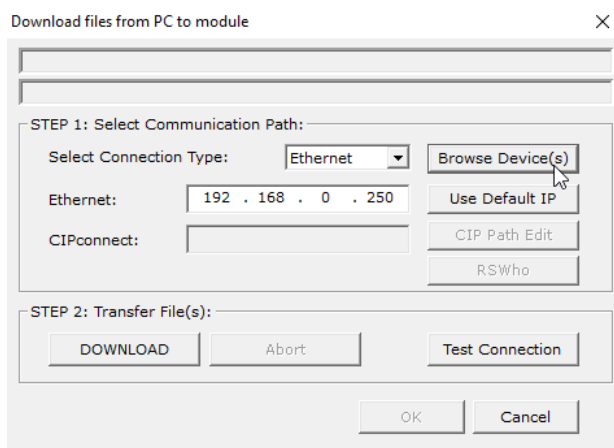 Download files from PC to module
STEP 1: Select Communication Path:
Select Connection Type: Ethernet Browse Device(s)
Ethernet: 192 . 168 . 0 . 250 Use Default IP
CIPconnect: CIP Path Edit
RSWho
STEP 2: Transfer File(s):
DOWNLOAD Abort Test Connection
OK Cancel